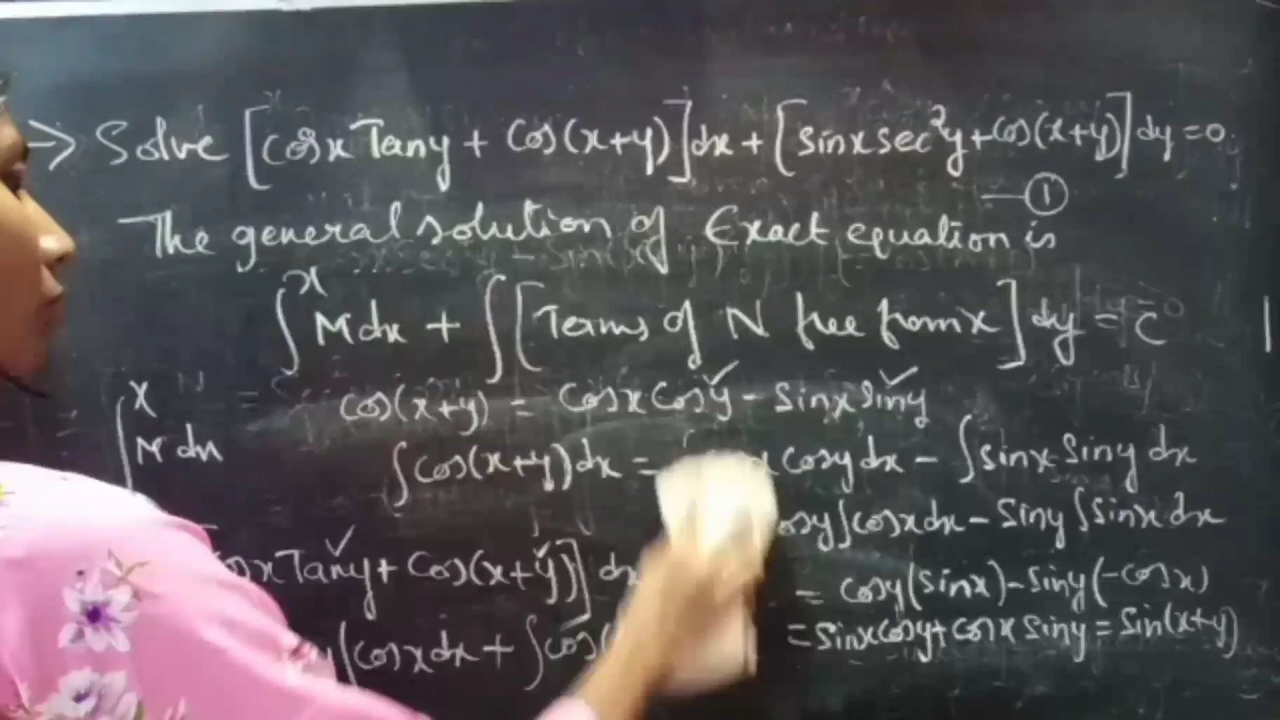 → Solve [cosx Tany + Cos(x+y)]dx + [sinx sec²y + cos(x+y)]dy = 0
— ①
The general solution of Exact equation is
∫ˣ M dx + ∫[Terms of N free from x] dy = c
cos(x+y) = cosx cosy - sinx siny
∫ˣ M dx
∫cos(x+y)dx = cosy dx - ∫sinx siny dx
cosy∫cosx dx - siny∫sinx dx
cosx Tany + cos(x+y)] dx
= cosy(sinx) - siny(-cosx)
∫cosx dx + ∫cos(
= sinx cosy + cosx siny = sin(x+y)